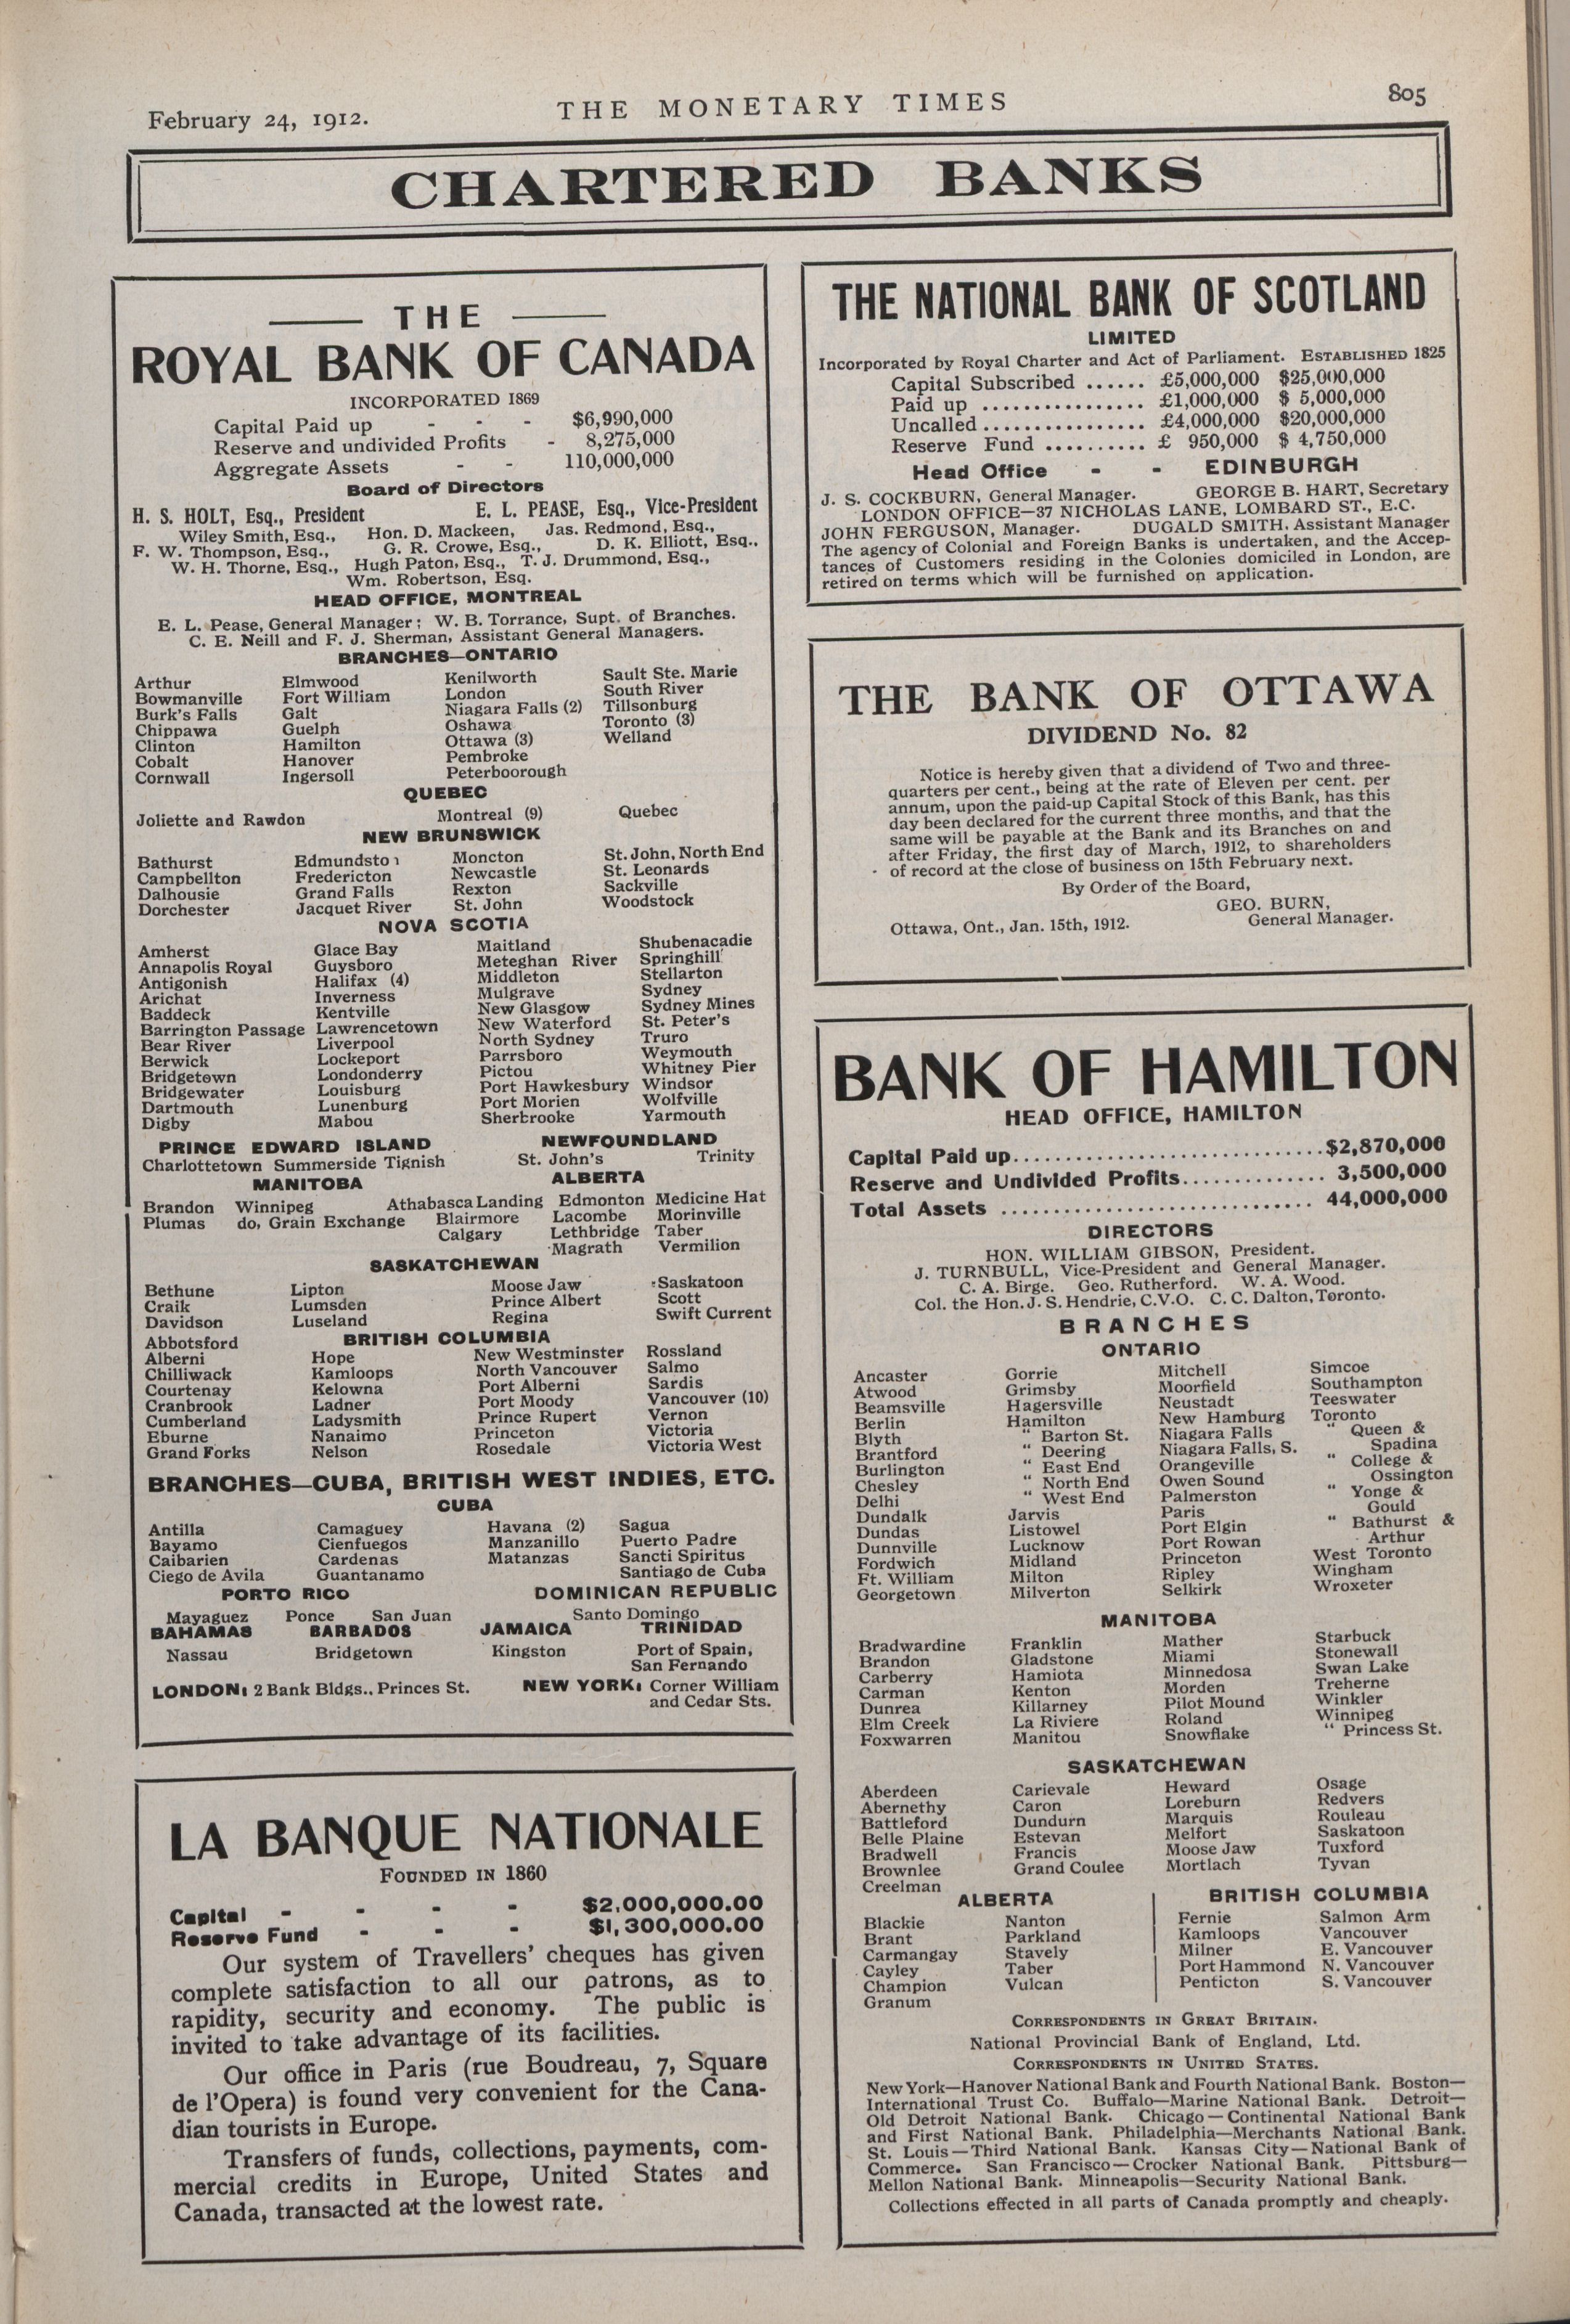 February 24, 1912.
THE MONETARY TIMES
805
CHARTERED BANKS
THE
ROYAL BANK OF CANADA
INCORPORATED 1869
Capital Paid up - - - $6,990,000
Reserve and undivided Profits - 8,275,000
Aggregate Assets - - 110,000,000
Board of Directors
H. S. HOLT, Esq., President E. L. PEASE, Esq., Vice-President
Wiley Smith, Esq., Hon. D. Mackeen, Jas. Redmond, Esq.,
F. W. Thompson, Esq., G. R. Crowe, Esq., D. K. Elliott, Esq.,
W. H. Thorne, Esq., Hugh Paton, Esq., T. J. Drummond, Esq.,
Wm. Robertson, Esq.
HEAD OFFICE, MONTREAL
E. L. Pease, General Manager; W. B. Torrance, Supt. of Branches.
C. E. Neill and F. J. Sherman, Assistant General Managers.
BRANCHES—ONTARIO
Arthur Elmwood Kenilworth Sault Ste. Marie
Bowmanville Fort William London South River
Burk's Falls Galt Niagara Falls (2) Tillsonburg
Chippawa Guelph Oshawa Toronto (3)
Clinton Hamilton Ottawa (3) Welland
Cobalt Hanover Pembroke
Cornwall Ingersoll Peterboorough
QUEBEC
Joliette and Rawdon Montreal (9) Quebec
NEW BRUNSWICK
Bathurst Edmundston Moncton St. John, North End
Campbellton Fredericton Newcastle St. Leonards
Dalhousie Grand Falls Rexton Sackville
Dorchester Jacquet River St. John Woodstock
NOVA SCOTIA
Amherst Glace Bay Maitland Shubenacadie
Annapolis Royal Guysboro Meteghan River Springhill
Antigonish Halifax (4) Middleton Stellarton
Arichat Inverness Mulgrave Sydney
Baddeck Kentville New Glasgow Sydney Mines
Barrington Passage Lawrencetown New Waterford St. Peter's
Bear River Liverpool North Sydney Truro
Berwick Lockeport Parrsboro Weymouth
Bridgetown Londonderry Pictou Whitney Pier
Bridgewater Louisburg Port Hawkesbury Windsor
Dartmouth Lunenburg Port Morien Wolfville
Digby Mabou Sherbrooke Yarmouth
PRINCE EDWARD ISLAND NEWFOUNDLAND
Charlottetown Summerside Tignish St. John's Trinity
MANITOBA ALBERTA
Brandon Winnipeg Athabasca Landing Edmonton Medicine Hat
Plumas do, Grain Exchange Blairmore Lacombe Morinville
Calgary Lethbridge Taber
Magrath Vermilion
SASKATCHEWAN
Bethune Lipton Moose Jaw Saskatoon
Craik Lumsden Prince Albert Scott
Davidson Luseland Regina Swift Current
BRITISH COLUMBIA
Abbotsford
Alberni Hope New Westminster Rossland
Chilliwack Kamloops North Vancouver Salmo
Courtenay Kelowna Port Alberni Sardis
Cranbrook Ladner Port Moody Vancouver (10)
Cumberland Ladysmith Prince Rupert Vernon
Eburne Nanaimo Princeton Victoria
Grand Forks Nelson Rosedale Victoria West
BRANCHES—CUBA, BRITISH WEST INDIES, ETC.
CUBA
Antilla Camaguey Havana (2) Sagua
Bayamo Cienfuegos Manzanillo Puerto Padre
Caibarien Cardenas Matanzas Sancti Spiritus
Ciego de Avila Guantanamo Santiago de Cuba
PORTO RICO DOMINICAN REPUBLIC
Mayaguez Ponce San Juan Santo Domingo
BAHAMAS BARBADOS JAMAICA TRINIDAD
Nassau Bridgetown Kingston Port of Spain,
San Fernando
LONDON: 2 Bank Bldgs., Princes St. NEW YORK: Corner William
and Cedar Sts.
LA BANQUE NATIONALE
FOUNDED IN 1860
Capital - - - - $2,000,000.00
Reserve Fund - - - $1,300,000.00
Our system of Travellers' cheques has given
complete satisfaction to all our patrons, as to
rapidity, security and economy. The public is
invited to take advantage of its facilities.
Our office in Paris (rue Boudreau, 7, Square
de l'Opera) is found very convenient for the Cana-
dian tourists in Europe.
Transfers of funds, collections, payments, com-
mercial credits in Europe, United States and
Canada, transacted at the lowest rate.
THE NATIONAL BANK OF SCOTLAND
LIMITED
Incorporated by Royal Charter and Act of Parliament. ESTABLISHED 1825
Capital Subscribed ...... £5,000,000 $25,000,000
Paid up ................ £1,000,000 $ 5,000,000
Uncalled ................ £4,000,000 $20,000,000
Reserve Fund .......... £ 950,000 $ 4,750,000
Head Office - - EDINBURGH
J. S. COCKBURN, General Manager. GEORGE B. HART, Secretary
LONDON OFFICE—37 NICHOLAS LANE, LOMBARD ST., E.C.
JOHN FERGUSON, Manager. DUGALD SMITH, Assistant Manager
The agency of Colonial and Foreign Banks is undertaken, and the Accep-
tances of Customers residing in the Colonies domiciled in London, are
retired on terms which will be furnished on application.
THE BANK OF OTTAWA
DIVIDEND No. 82
Notice is hereby given that a dividend of Two and three-
quarters per cent., being at the rate of Eleven per cent. per
annum, upon the paid-up Capital Stock of this Bank, has this
day been declared for the current three months, and that the
same will be payable at the Bank and its Branches on and
after Friday, the first day of March, 1912, to shareholders
of record at the close of business on 15th February next.
By Order of the Board,
GEO. BURN,
Ottawa, Ont., Jan. 15th, 1912. General Manager.
BANK OF HAMILTON
HEAD OFFICE, HAMILTON
Capital Paid up.............................$2,870,000
Reserve and Undivided Profits.............. 3,500,000
Total Assets .............................. 44,000,000
DIRECTORS
HON. WILLIAM GIBSON, President.
J. TURNBULL, Vice-President and General Manager.
C. A. Birge. Geo. Rutherford. W. A. Wood.
Col. the Hon. J. S. Hendrie, C.V.O. C. C. Dalton, Toronto.
BRANCHES
ONTARIO
Ancaster Gorrie Mitchell Simcoe
Atwood Grimsby Moorfield Southampton
Beamsville Hagersville Neustadt Teeswater
Berlin Hamilton New Hamburg Toronto
Blyth " Barton St. Niagara Falls " Queen &
Brantford " Deering Niagara Falls, S. Spadina
Burlington " East End Orangeville " College &
Chesley " North End Owen Sound Ossington
Delhi " West End Palmerston " Yonge &
Dundalk Jarvis Paris Gould
Dundas Listowel Port Elgin " Bathurst &
Dunnville Lucknow Port Rowan Arthur
Fordwich Midland Princeton West Toronto
Ft. William Milton Ripley Wingham
Georgetown Milverton Selkirk Wroxeter
MANITOBA
Bradwardine Franklin Mather Starbuck
Brandon Gladstone Miami Stonewall
Carberry Hamiota Minnedosa Swan Lake
Carman Kenton Morden Treherne
Dunrea Killarney Pilot Mound Winkler
Elm Creek La Riviere Roland Winnipeg
Foxwarren Manitou Snowflake " Princess St.
SASKATCHEWAN
Aberdeen Carievale Heward Osage
Abernethy Caron Loreburn Redvers
Battleford Dundurn Marquis Rouleau
Belle Plaine Estevan Melfort Saskatoon
Bradwell Francis Moose Jaw Tuxford
Brownlee Grand Coulee Mortlach Tyvan
Creelman
ALBERTA BRITISH COLUMBIA
Blackie Nanton Fernie Salmon Arm
Brant Parkland Kamloops Vancouver
Carmangay Stavely Milner E. Vancouver
Cayley Taber Port Hammond N. Vancouver
Champion Vulcan Penticton S. Vancouver
Granum
CORRESPONDENTS IN GREAT BRITAIN.
National Provincial Bank of England, Ltd.
CORRESPONDENTS IN UNITED STATES.
New York—Hanover National Bank and Fourth National Bank. Boston—
International Trust Co. Buffalo—Marine National Bank. Detroit—
Old Detroit National Bank. Chicago—Continental National Bank
and First National Bank. Philadelphia—Merchants National Bank.
St. Louis—Third National Bank. Kansas City—National Bank of
Commerce. San Francisco—Crocker National Bank. Pittsburg—
Mellon National Bank. Minneapolis—Security National Bank.
Collections effected in all parts of Canada promptly and cheaply.